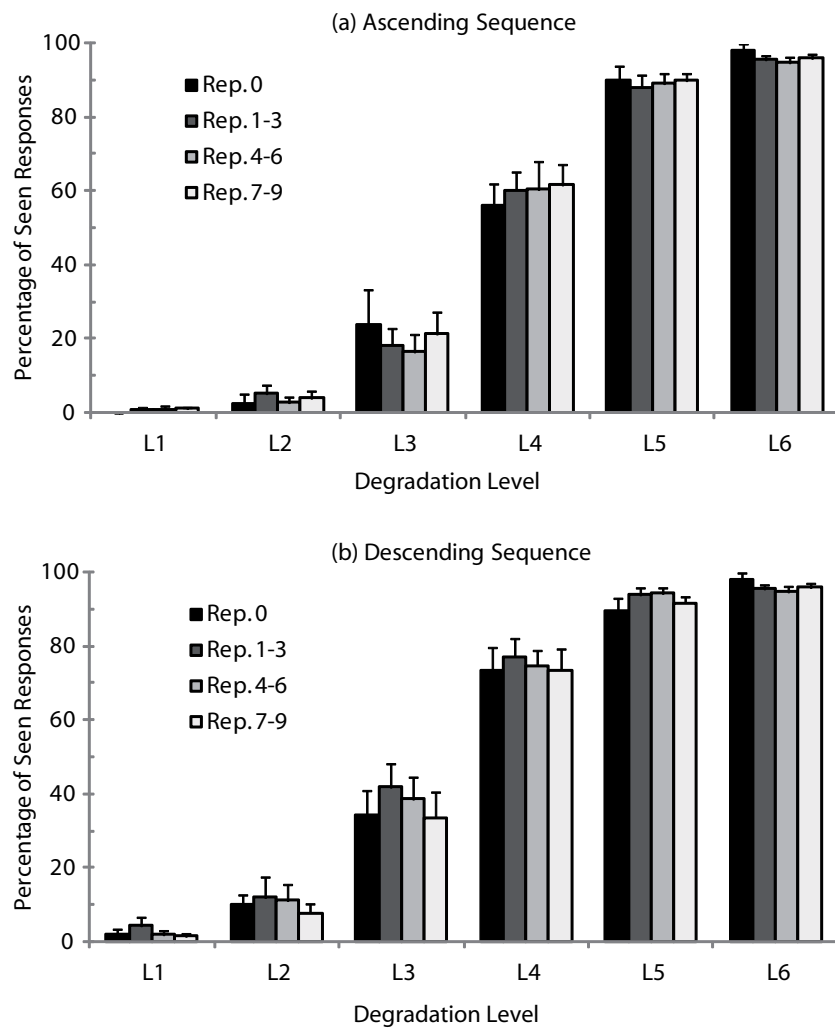 (a) Ascending Sequence
Percentage of Seen Responses
100
80
60
40
20
0
Rep.0
Rep.1-3
Rep.4-6
Rep.7-9
L1 L2 L3 L4 L5 L6
Degradation Level
(b) Descending Sequence
Percentage of Seen Responses
100
80
60
40
20
0
Rep.0
Rep.1-3
Rep.4-6
Rep.7-9
L1 L2 L3 L4 L5 L6
Degradation Level